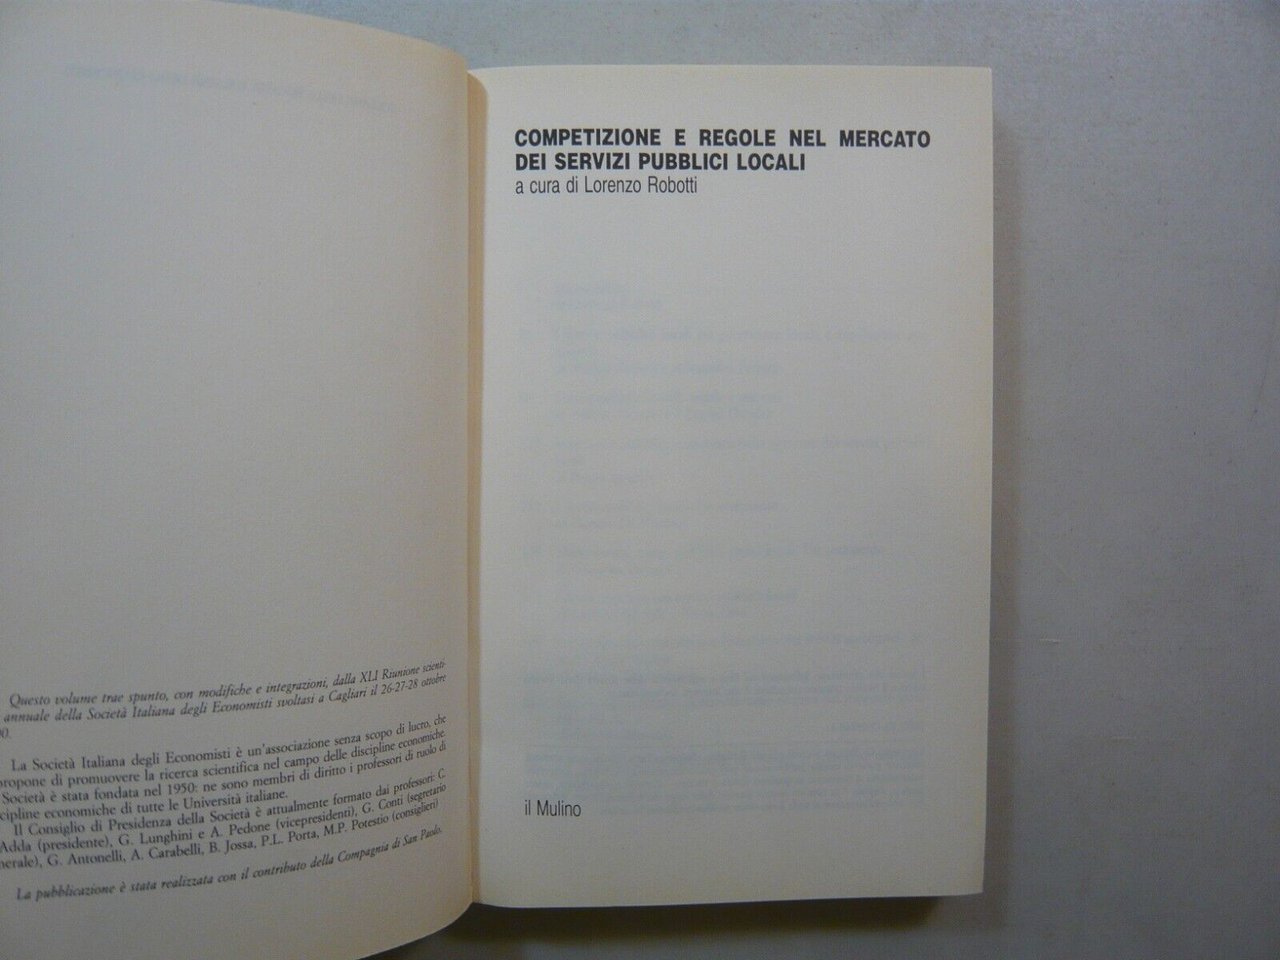 Questo volume trae spunto, con modifiche e integrazioni, dalla XLI Riunione scienti-
annuale della Società Italiana degli Economisti svoltasi a Cagliari il 26-27-28 ottobre
00.
La Società Italiana degli Economisti è un'associazione senza scopo di lucro, che
propone di promuovere la ricerca scientifica nel campo delle discipline economiche.
Società è stata fondata nel 1950: ne sono membri di diritto i professori di ruolo di
cipline economiche di tutte le Università italiane.
Il Consiglio di Presidenza della Società è attualmente formato dai professori: C.
Adda (presidente), G. Lunghini e A. Pedone (vicepresidenti), G. Conti (segretario
nerale), G. Antonelli, A. Carabelli, B. Jossa, P.L. Porta, M.P. Potestio (consiglieri)
La pubblicazione è stata realizzata con il contributo della Compagnia di San Paolo.
COMPETIZIONE E REGOLE NEL MERCATO
DEI SERVIZI PUBBLICI LOCALI
a cura di Lorenzo Robotti
il Mulino